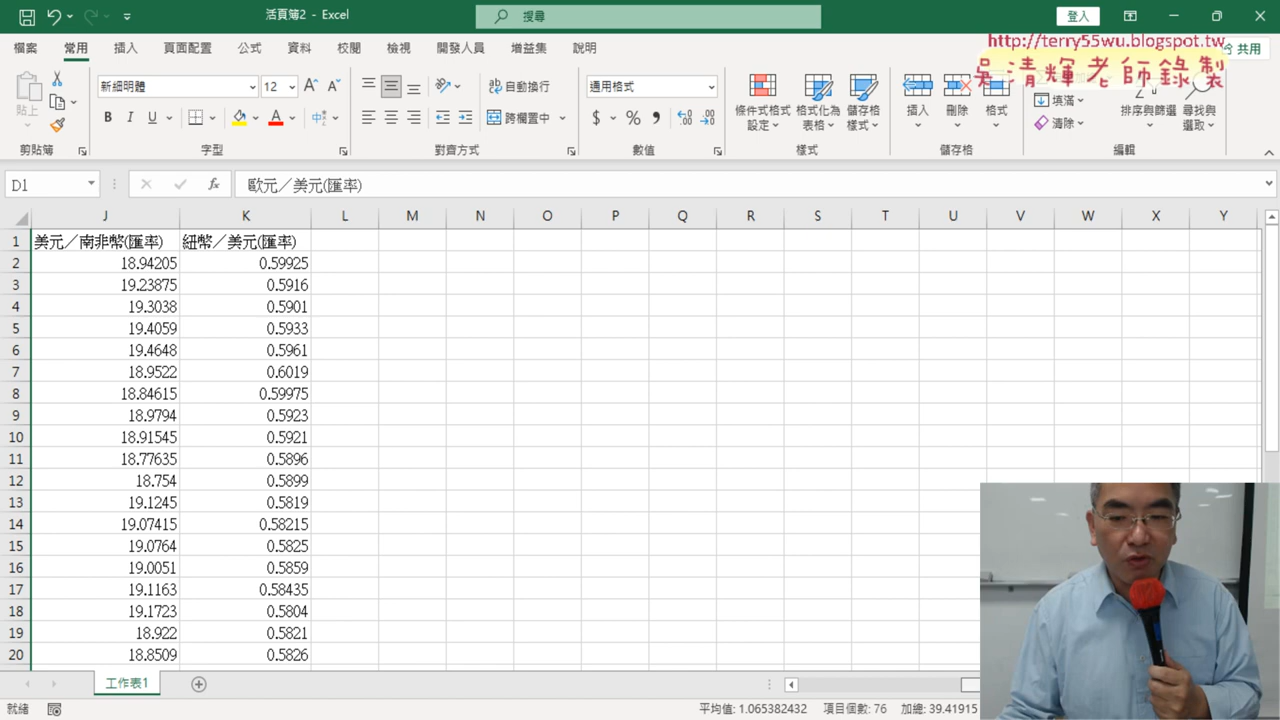 活頁簿2 - Excel
搜尋
登入
檔案 常用 插入 頁面配置 公式 資料 校閱 檢視 開發人員 增益集 說明
共用
http://terry55wu.blogspot.tw
吳清輝老師錄製
貼上
新細明體 12
自動換行
通用格式
B I U
跨欄置中
$ % 9
條件式格式設定
格式化為表格
儲存格樣式
插入 刪除 格式
填滿
清除
排序與篩選
尋找與選取
剪貼簿 字型 對齊方式 數值 樣式 儲存格 編輯
D1 fx 歐元／美元(匯率)
J K L M N O P Q R S T U V W X Y
1 美元／南非幣(匯率) 紐幣／美元(匯率)
2 18.94205 0.59925
3 19.23875 0.5916
4 19.3038 0.5901
5 19.4059 0.5933
6 19.4648 0.5961
7 18.9522 0.6019
8 18.84615 0.59975
9 18.9794 0.5923
10 18.91545 0.5921
11 18.77635 0.5896
12 18.754 0.5899
13 19.1245 0.5819
14 19.07415 0.58215
15 19.0764 0.5825
16 19.0051 0.5859
17 19.1163 0.58435
18 19.1723 0.5804
19 18.922 0.5821
20 18.8509 0.5826
工作表1
就緒
平均值: 1.065382432 項目個數: 76 加總: 39.41915